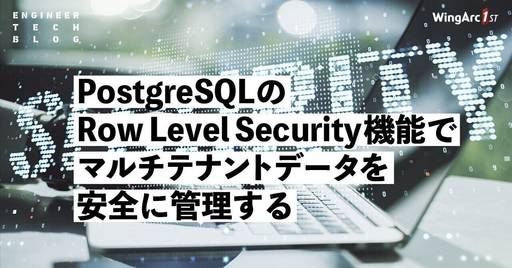 ENGINEER
TECH
BLOG
WingArc1ST
SECURITY
PostgreSQLの
Row Level Security機能で
マルチテナントデータを
安全に管理する